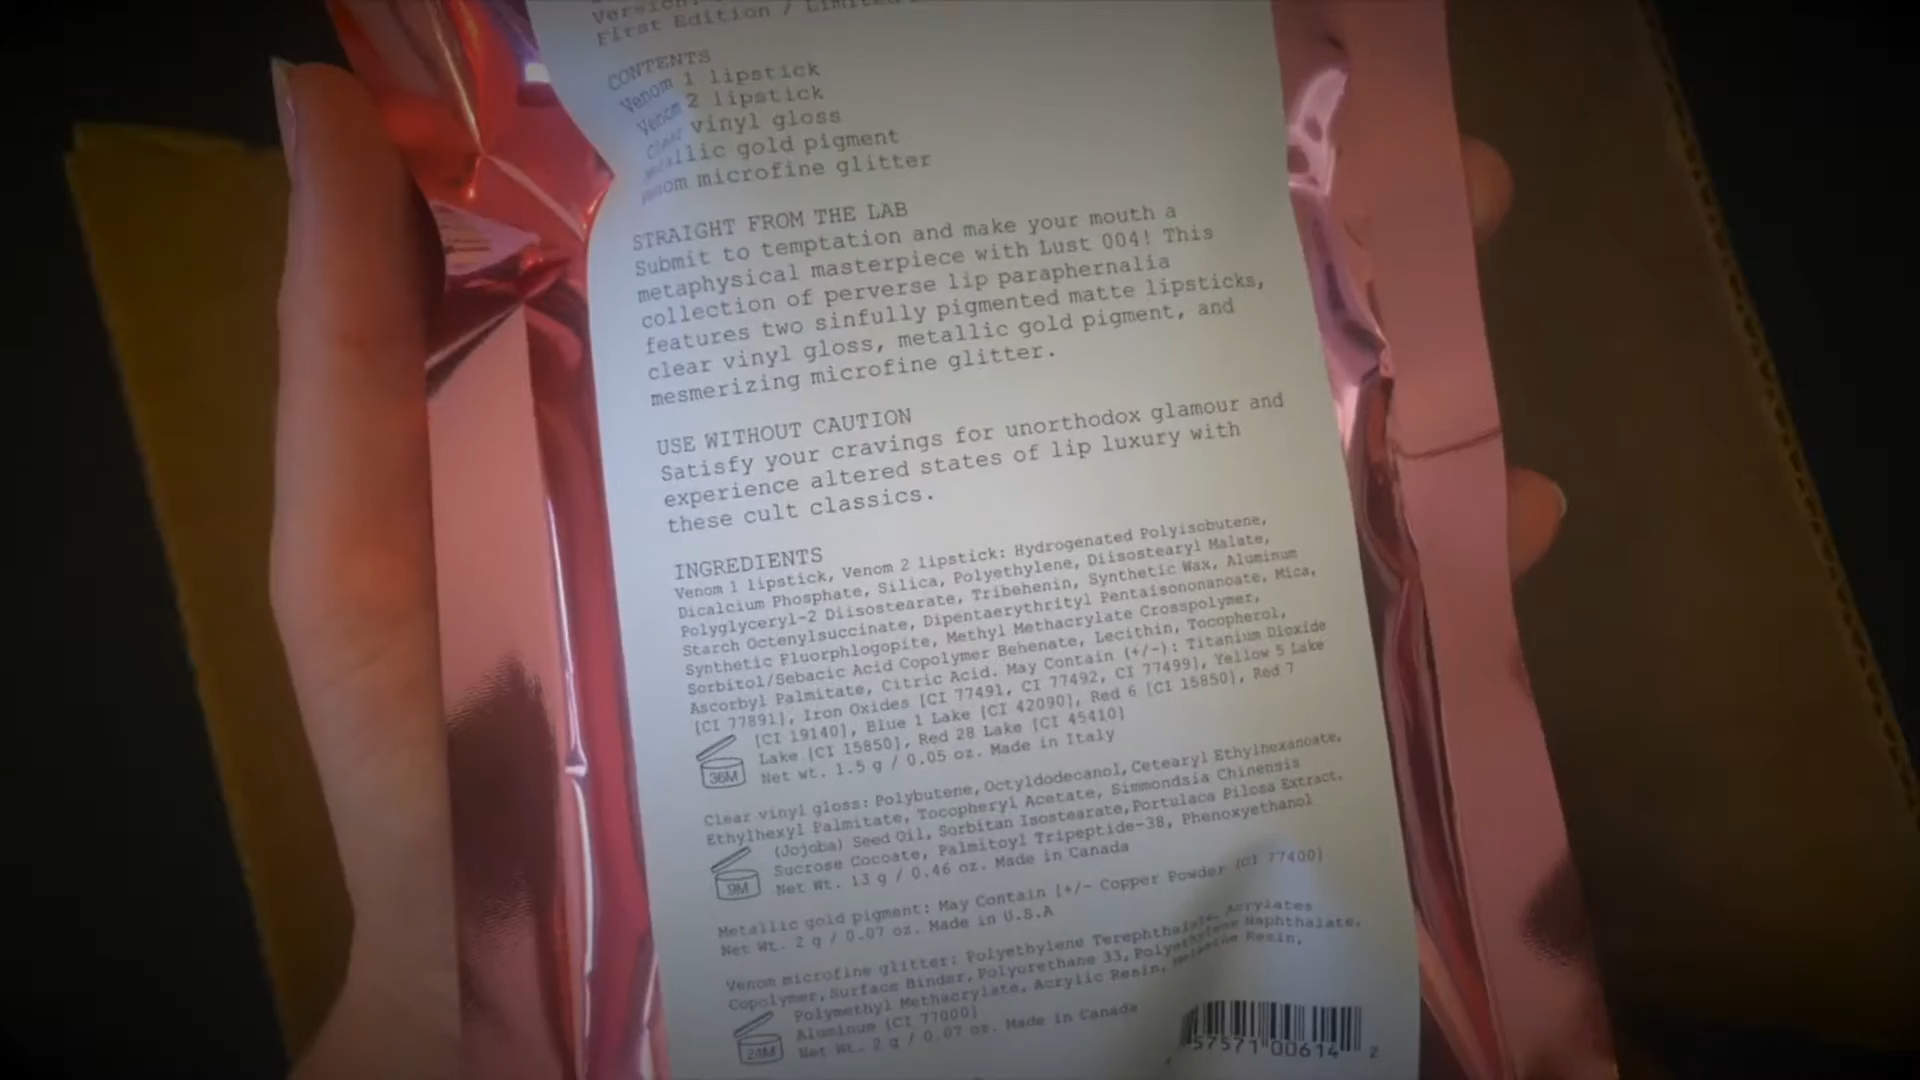 Version:
First Edition / Limited
CONTENTS
Venom 1 lipstick
Venom 2 lipstick
Clear vinyl gloss
Metallic gold pigment
Venom microfine glitter
STRAIGHT FROM THE LAB
Submit to temptation and make your mouth a
metaphysical masterpiece with Lust 004! This
collection of perverse lip paraphernalia
features two sinfully pigmented matte lipsticks,
clear vinyl gloss, metallic gold pigment, and
mesmerizing microfine glitter.
USE WITHOUT CAUTION
Satisfy your cravings for unorthodox glamour and
experience altered states of lip luxury with
these cult classics.
INGREDIENTS
Venom 1 lipstick, Venom 2 lipstick: Hydrogenated Polyisobutene,
Dicalcium Phosphate, Silica, Polyethylene, Diisostearyl Malate,
Polyglyceryl-2 Diisostearate, Tribehenin, Synthetic Wax, Aluminum
Starch Octenylsuccinate, Dipentaerythrityl Pentaisononanoate, Mica,
Synthetic Fluorphlogopite, Methyl Methacrylate Crosspolymer,
Sorbitol/Sebacic Acid Copolymer Behenate, Lecithin, Tocopherol,
Ascorbyl Palmitate, Citric Acid. May Contain (+/-): Titanium Dioxide
[CI 77891], Iron Oxides [CI 77491, CI 77492, CI 77499], Yellow 5 Lake
[CI 19140], Blue 1 Lake [CI 42090], Red 6 [CI 15850], Red 7
Lake [CI 15850], Red 28 Lake [CI 45410]
36M Net wt. 1.5 g / 0.05 oz. Made in Italy
Clear vinyl gloss: Polybutene, Octyldodecanol, Cetearyl Ethylhexanoate,
Ethylhexyl Palmitate, Tocopheryl Acetate, Simmondsia Chinensis
(Jojoba) Seed Oil, Sorbitan Isostearate, Portulaca Pilosa Extract,
Sucrose Cocoate, Palmitoyl Tripeptide-38, Phenoxyethanol
9M Net Wt. 13 g / 0.46 oz. Made in Canada
Metallic gold pigment: May Contain [+/- Copper Powder [CI 77400]
Net Wt. 2 g / 0.07 oz. Made in U.S.A
Venom microfine glitter: Polyethylene Terephthalate, Acrylates
Copolymer, Surface Binder, Polyurethane 33, Polyethylene Naphthalate,
Polymethyl Methacrylate, Acrylic Resin, Melamine Resin,
Aluminum (CI 77000)
24M Net Wt. 2 g / 0.07 oz. Made in Canada
57571 00614 2